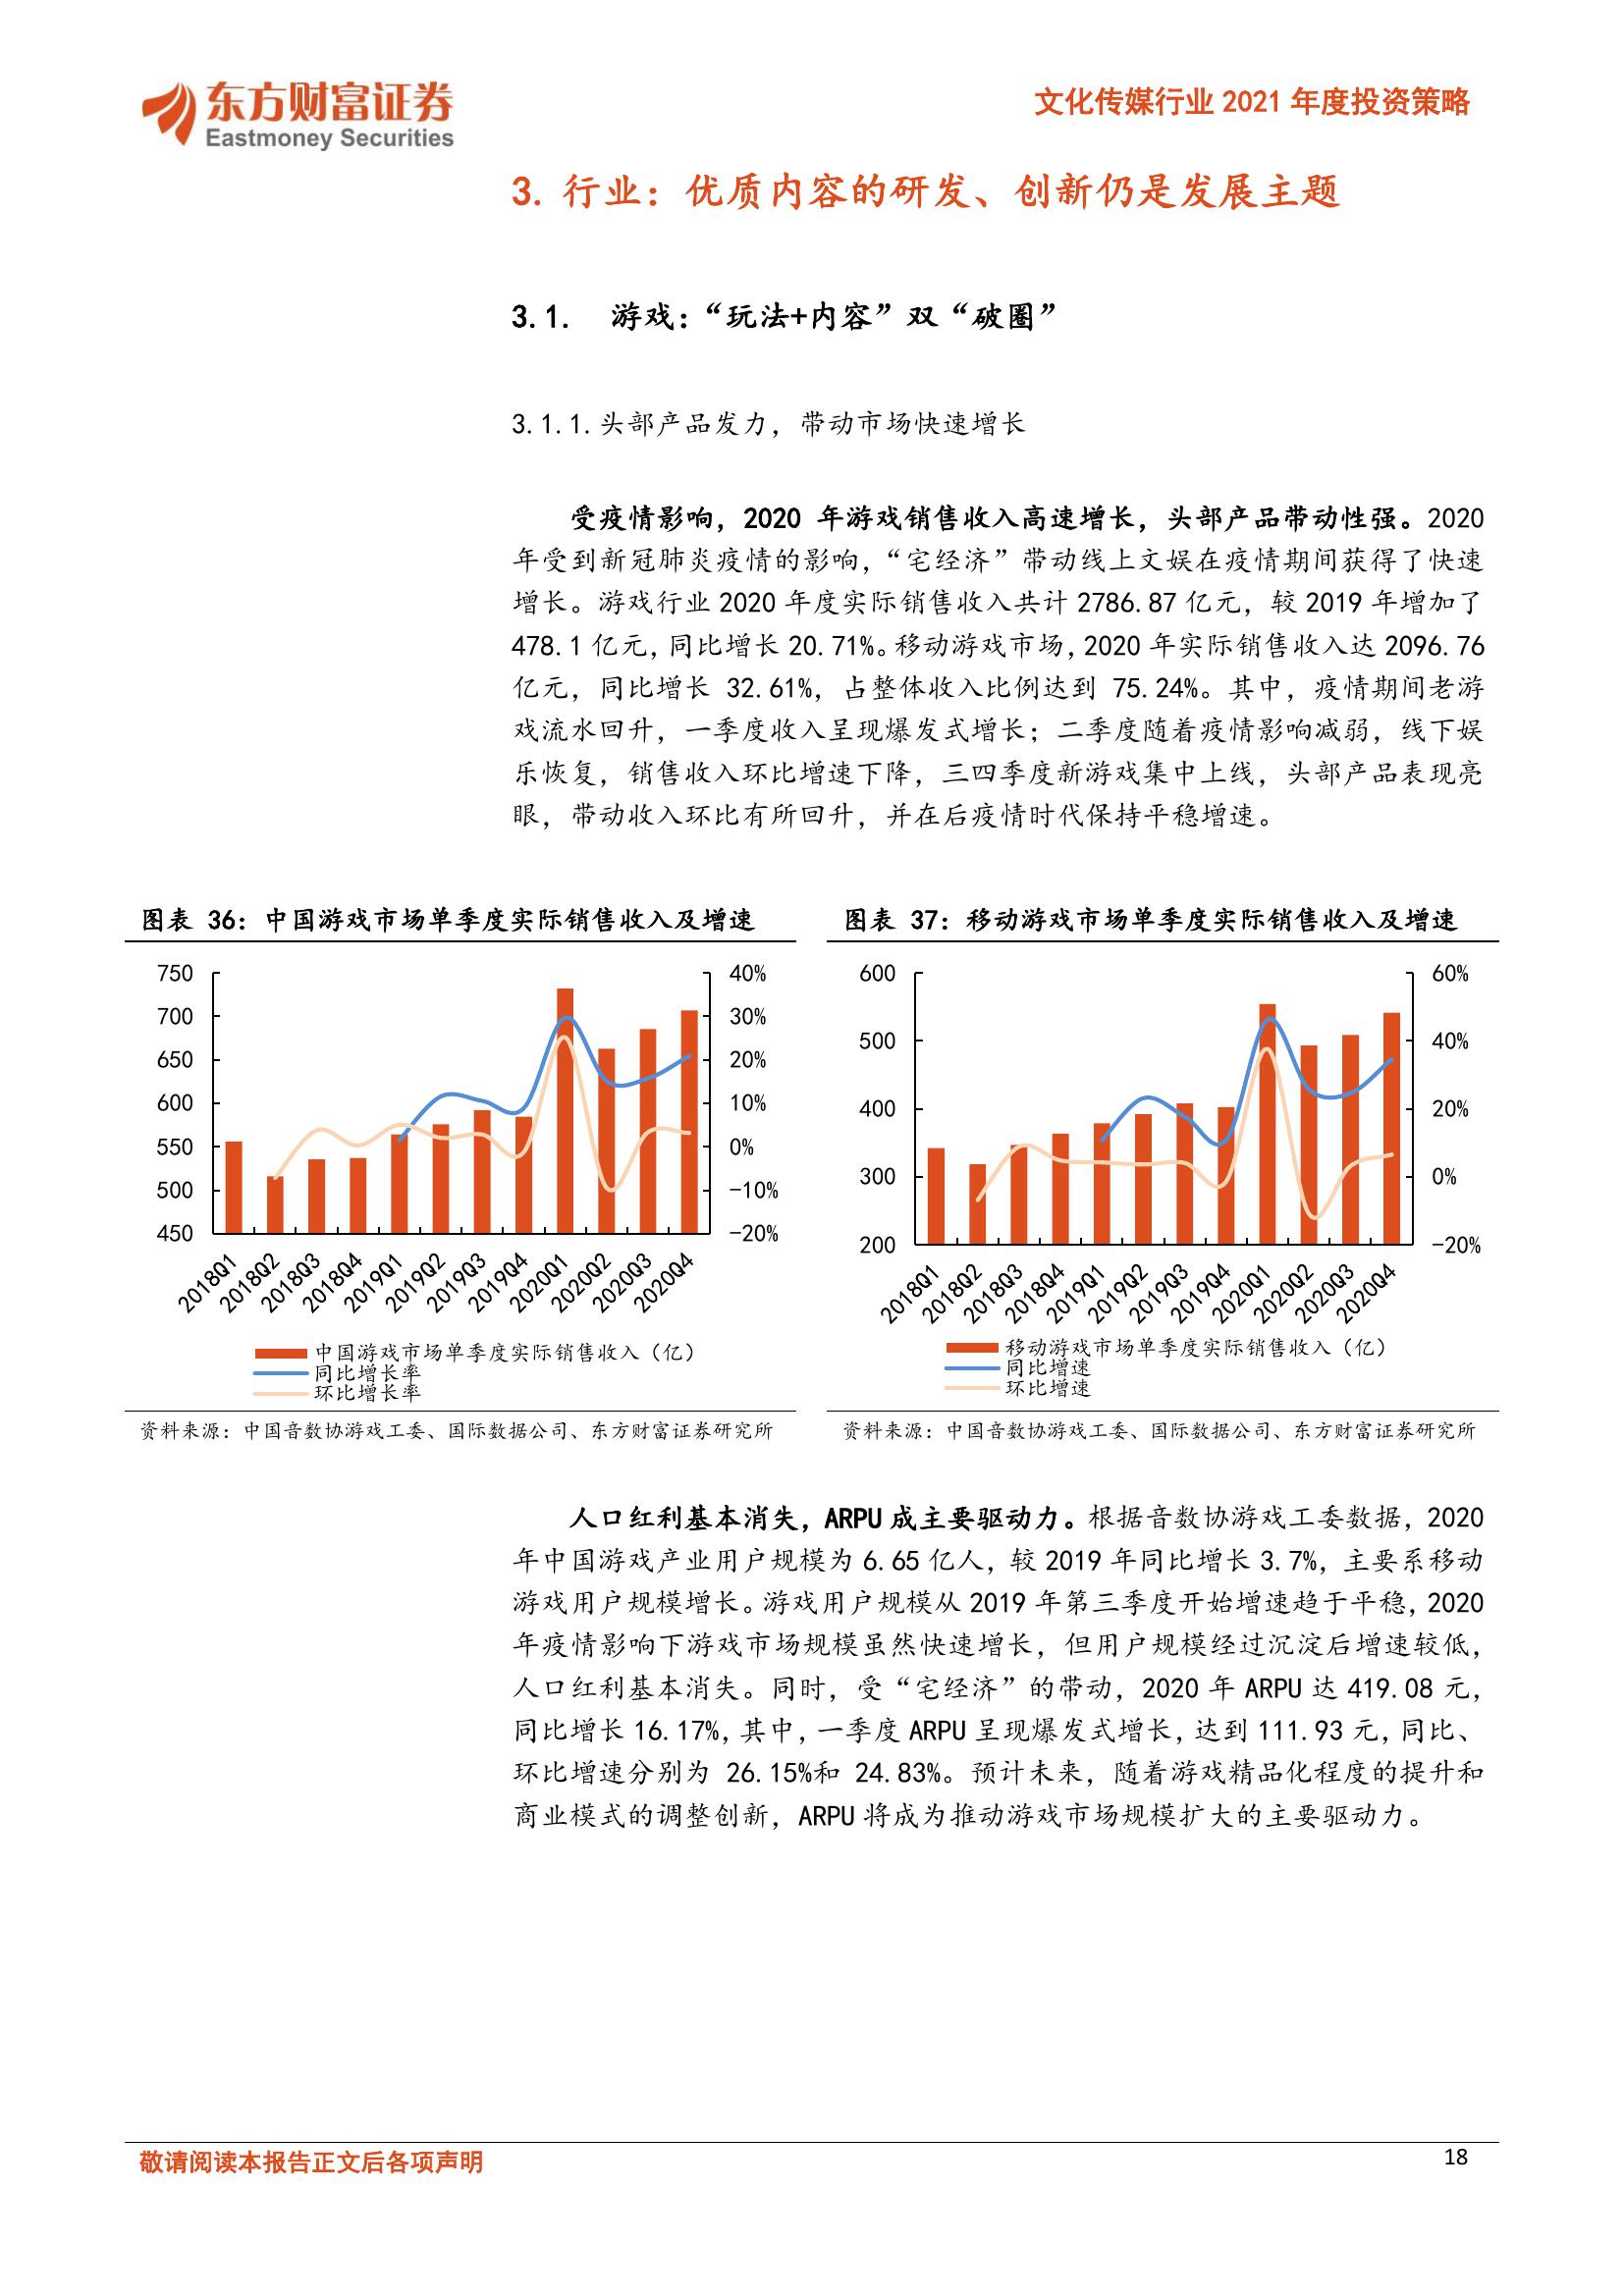 东方财富证券
Eastmoney Securities
文化传媒行业 2021 年度投资策略
3. 行业：优质内容的研发、创新仍是发展主题
3.1. 游戏：“玩法+内容”双“破圈”
3.1.1.头部产品发力，带动市场快速增长
受疫情影响，2020 年游戏销售收入高速增长，头部产品带动性强。2020
年受到新冠肺炎疫情的影响，“宅经济”带动线上文娱在疫情期间获得了快速
增长。游戏行业 2020 年度实际销售收入共计 2786.87 亿元，较 2019 年增加了
478.1 亿元，同比增长 20.71%。移动游戏市场，2020 年实际销售收入达 2096.76
亿元，同比增长 32.61%，占整体收入比例达到 75.24%。其中，疫情期间老游
戏流水回升，一季度收入呈现爆发式增长；二季度随着疫情影响减弱，线下娱
乐恢复，销售收入环比增速下降，三四季度新游戏集中上线，头部产品表现亮
眼，带动收入环比有所回升，并在后疫情时代保持平稳增速。
图表 36：中国游戏市场单季度实际销售收入及增速
750
700
650
600
550
500
450
40%
30%
20%
10%
0%
-10%
-20%
2018Q1
2018Q2
2018Q3
2018Q4
2019Q1
2019Q2
2019Q3
2019Q4
2020Q1
2020Q2
2020Q3
2020Q4
中国游戏市场单季度实际销售收入（亿）
同比增长率
环比增长率
资料来源：中国音数协游戏工委、国际数据公司、东方财富证券研究所
图表 37：移动游戏市场单季度实际销售收入及增速
600
500
400
300
200
60%
40%
20%
0%
-20%
2018Q1
2018Q2
2018Q3
2018Q4
2019Q1
2019Q2
2019Q3
2019Q4
2020Q1
2020Q2
2020Q3
2020Q4
移动游戏市场单季度实际销售收入（亿）
同比增速
环比增速
资料来源：中国音数协游戏工委、国际数据公司、东方财富证券研究所
人口红利基本消失，ARPU 成主要驱动力。根据音数协游戏工委数据，2020
年中国游戏产业用户规模为 6.65 亿人，较 2019 年同比增长 3.7%，主要系移动
游戏用户规模增长。游戏用户规模从 2019 年第三季度开始增速趋于平稳，2020
年疫情影响下游戏市场规模虽然快速增长，但用户规模经过沉淀后增速较低，
人口红利基本消失。同时，受“宅经济”的带动，2020 年 ARPU 达 419.08 元，
同比增长 16.17%，其中，一季度 ARPU 呈现爆发式增长，达到 111.93 元，同比、
环比增速分别为 26.15%和 24.83%。预计未来，随着游戏精品化程度的提升和
商业模式的调整创新，ARPU 将成为推动游戏市场规模扩大的主要驱动力。
敬请阅读本报告正文后各项声明
18